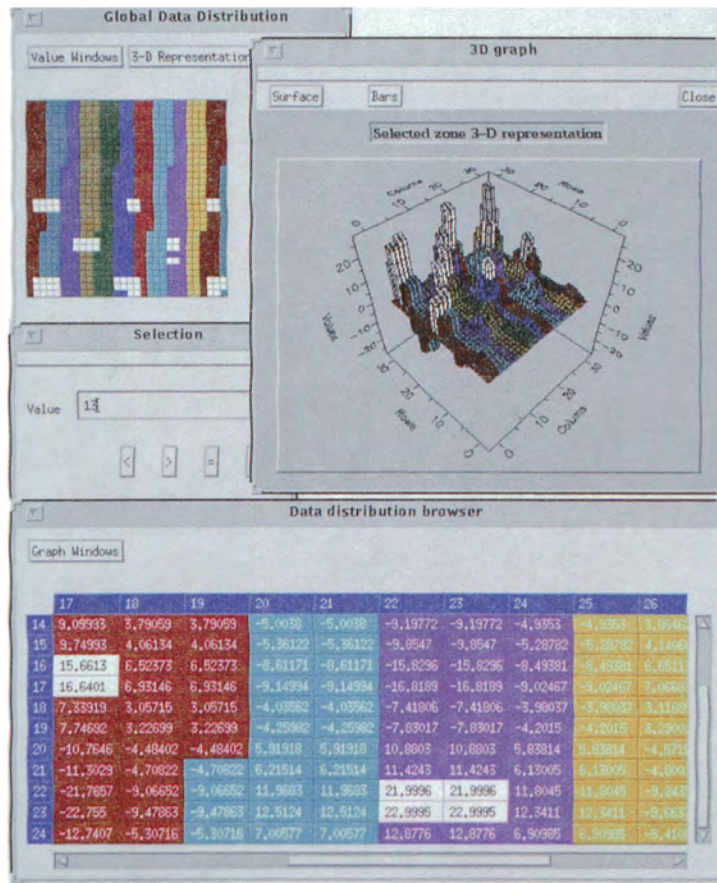 Global Data Distribution
Value Windows 3-D Representation
3D graph
Surface Bars Close
Selected zone 3-D representation
Column Rows
Values Values
Rows Column
Selection
Value 13
< > =
Data distribution browser
Graph Windows
17 18 19 20 21 22 23 24 25 26
14 9.09993 3.79059 3.79059 -5.0038 -5.0038 -9.19772 -9.19772 -4.9353 -4.9353
15 9.74993 4.06134 4.06134 -5.36122 -5.36122 -9.8547 -9.8547 -5.28782 -5.28782
16 15.6613 6.52373 6.52373 -8.61171 -8.61171 -15.8296 -15.8296 -8.49381 -8.49381
17 16.6401 6.93146 6.93146 -9.14994 -9.14994 -16.8189 -16.8189 -9.02467 -9.02467
18 7.33919 3.05715 3.05715 -4.03562 -4.03562 -7.41806 -7.41806 -3.98037 -3.98037
19 7.74692 3.22699 3.22699 -4.25982 -4.25982 -7.83017 -7.83017 -4.2015 -4.2015
20 -10.7646 -4.48402 -4.48402 5.91918 5.91918 10.8803 10.8803 5.83814 5.83814
21 -11.3029 -4.70822 -4.70822 6.21514 6.21514 11.4243 11.4243 6.13005 6.13005
22 -21.7657 -9.06652 -9.06652 11.9683 11.9683 21.9996 21.9996 11.8045 11.8045
23 -22.755 -9.47863 -9.47863 12.5124 12.5124 22.9995 22.9995 12.3411 12.3411
24 -12.7407 -5.30716 -5.30716 7.00577 7.00577 12.8776 12.8776 6.90985 6.90985